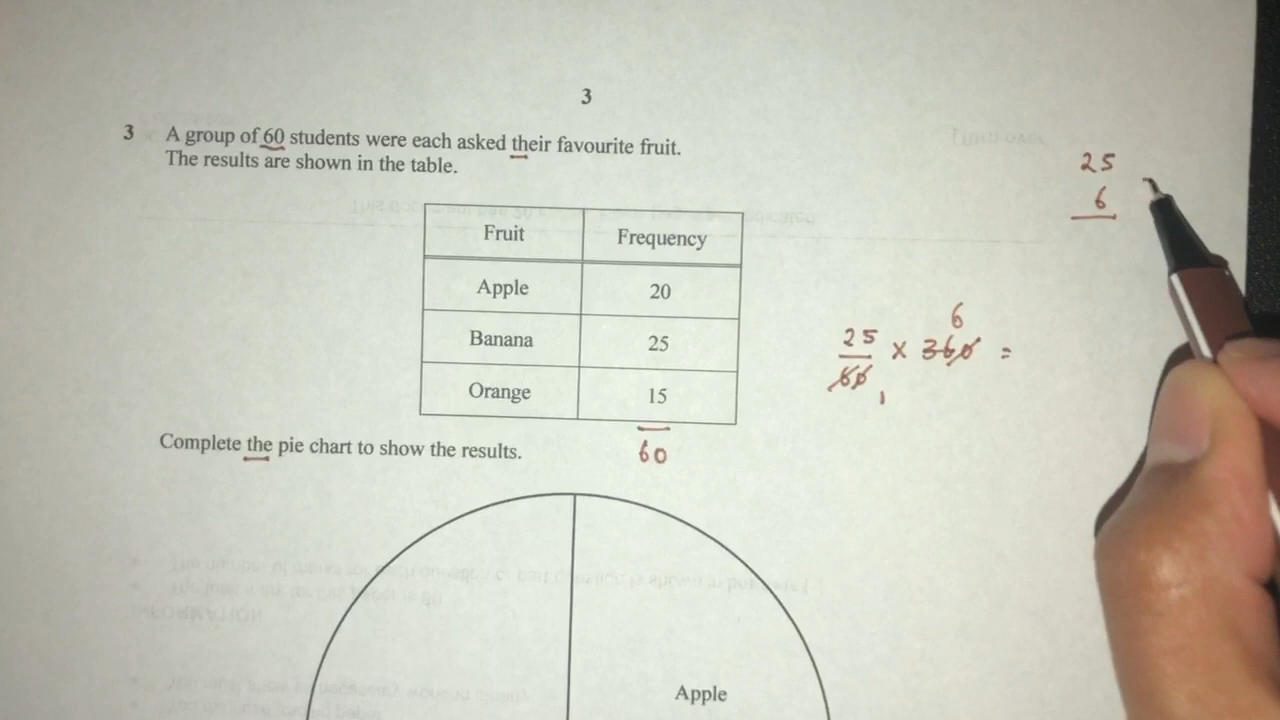 3
3 A group of 60 students were each asked their favourite fruit.
The results are shown in the table.
25
6
Fruit Frequency
Apple 20
Banana 25
Orange 15
60
6
25
60 × 360 =
1
Complete the pie chart to show the results.
Apple